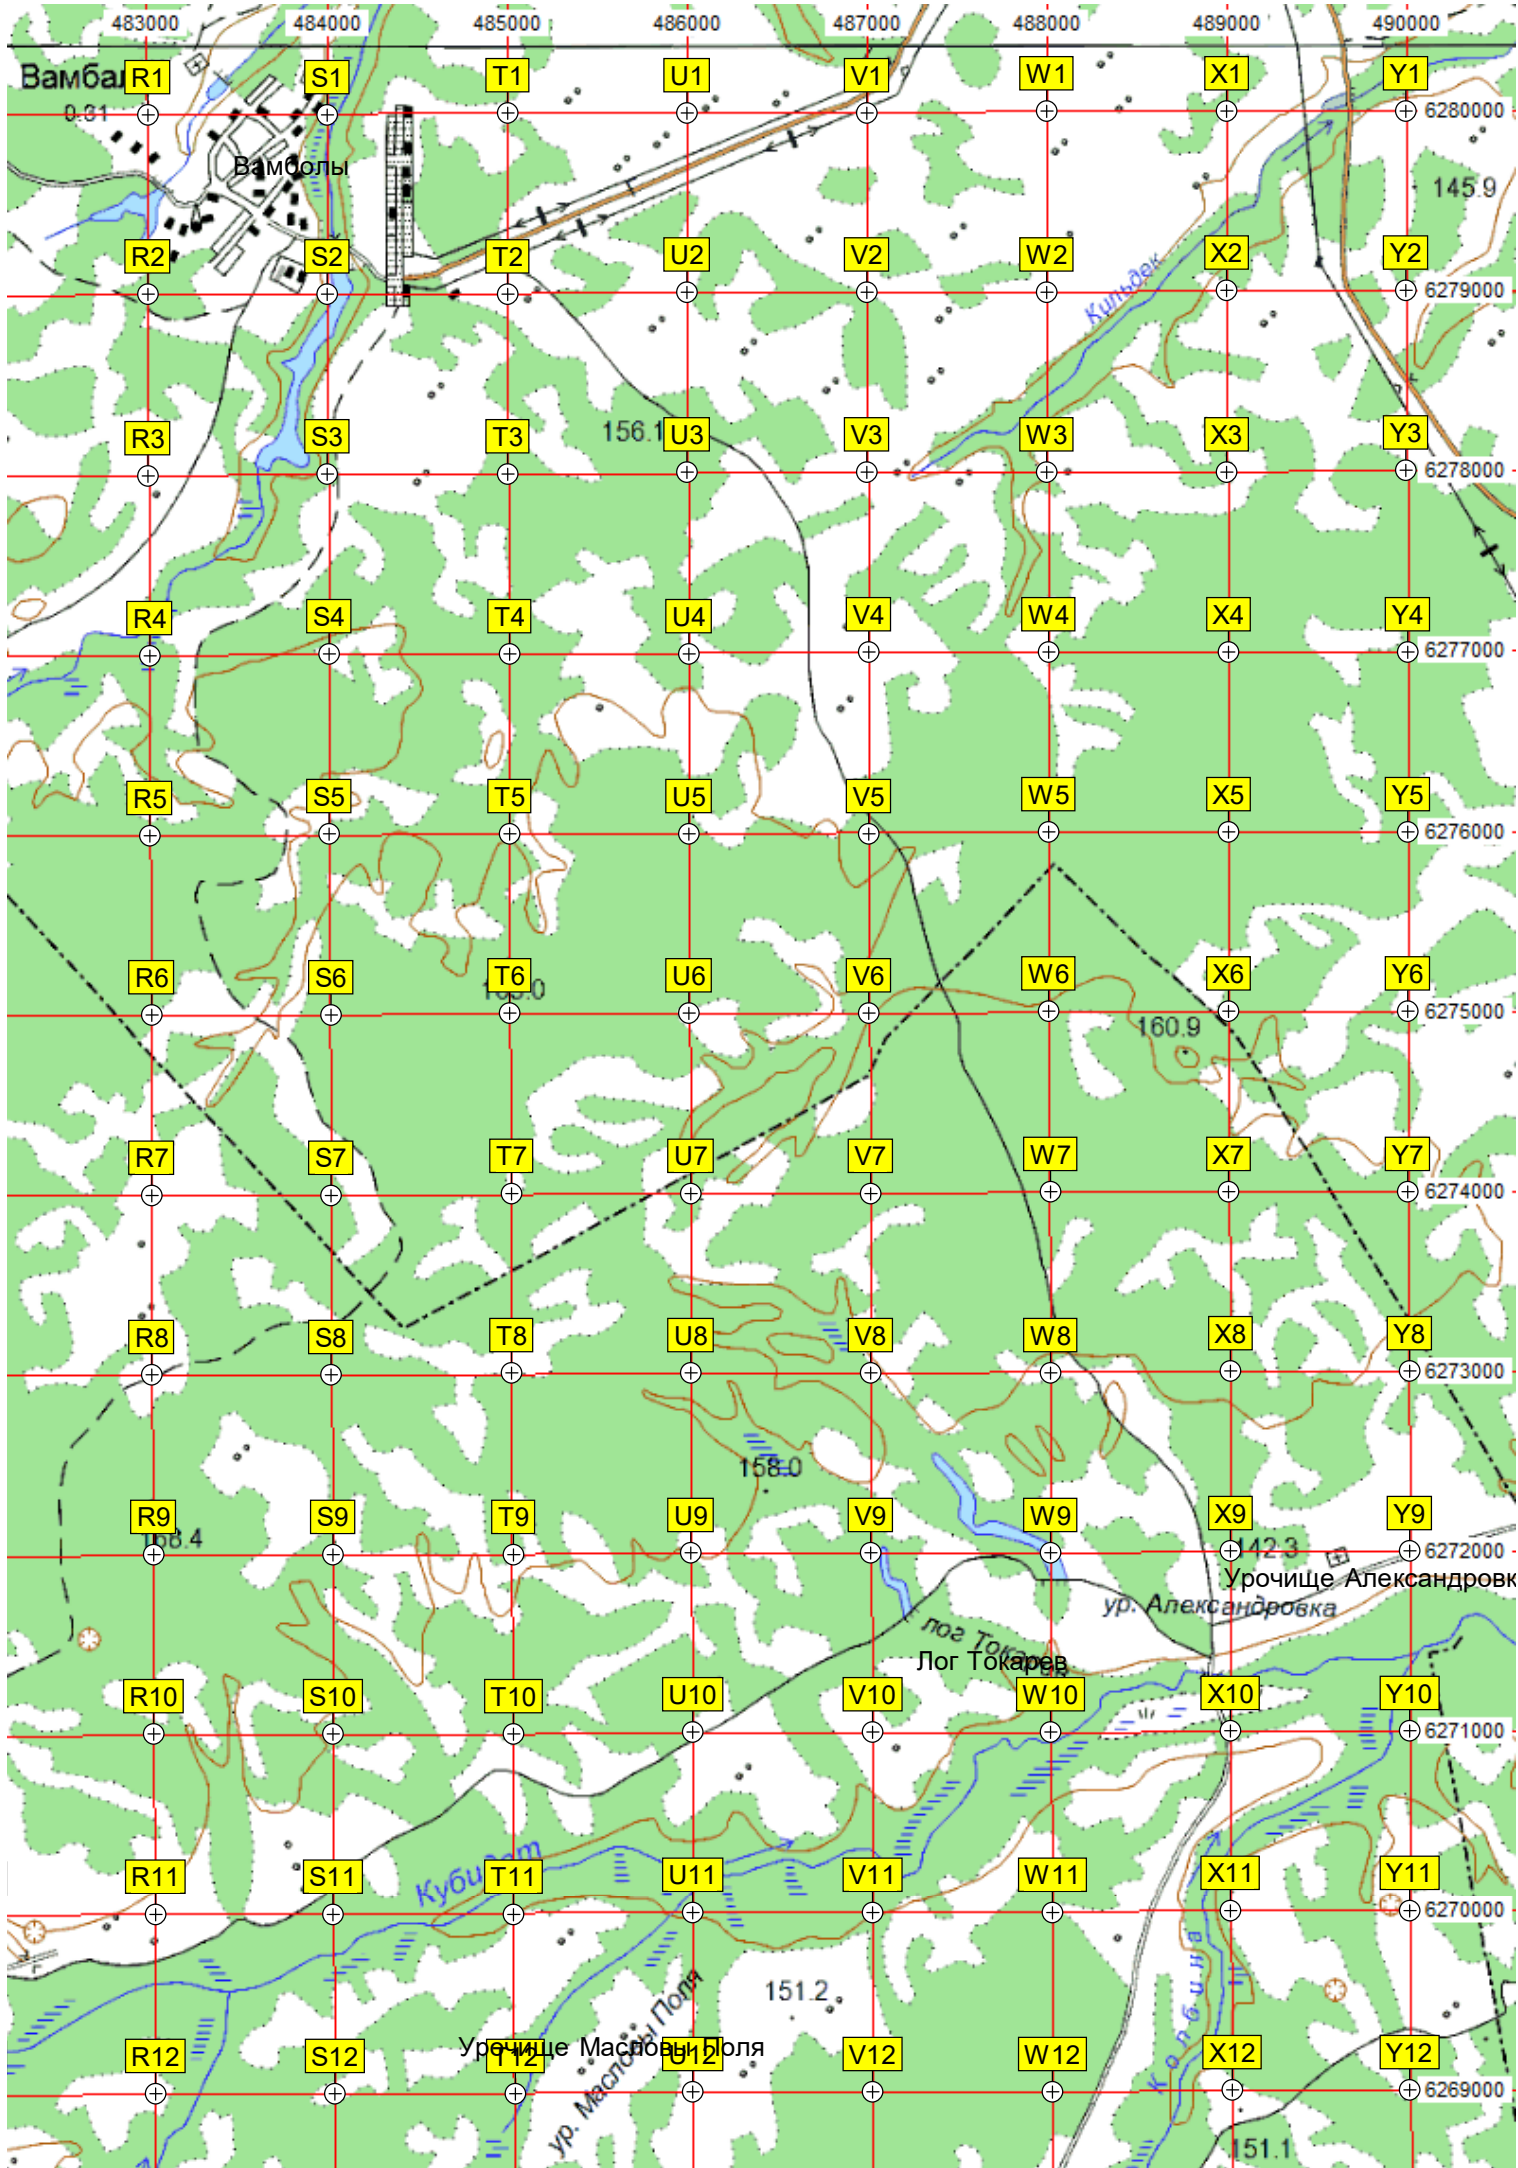 483000 484000 485000 486000 487000 488000 489000 490000
R1 S1 T1 U1 V1 W1 X1 Y1
6280000
Вамболы
145.9
R2 S2 T2 U2 V2 W2 X2 Y2
6279000
Кильдек
156.1
R3 S3 T3 U3 V3 W3 X3 Y3
6278000
R4 S4 T4 U4 V4 W4 X4 Y4
6277000
R5 S5 T5 U5 V5 W5 X5 Y5
6276000
R6 S6 T6 U6 V6 W6 X6 Y6
6275000
160.9
R7 S7 T7 U7 V7 W7 X7 Y7
6274000
R8 S8 T8 U8 V8 W8 X8 Y8
6273000
158.0
R9 S9 T9 U9 V9 W9 X9 Y9
142.3
6272000
Урочище Александровк
ур. Александровка
лог Токарев
Лог Токарев
R10 S10 T10 U10 V10 W10 X10 Y10
6271000
R11 S11 T11 U11 V11 W11 X11 Y11
6270000
151.2
ур. Масловы Поля
Урочище Масловы Поля
R12 S12 T12 U12 V12 W12 X12 Y12
6269000
151.1